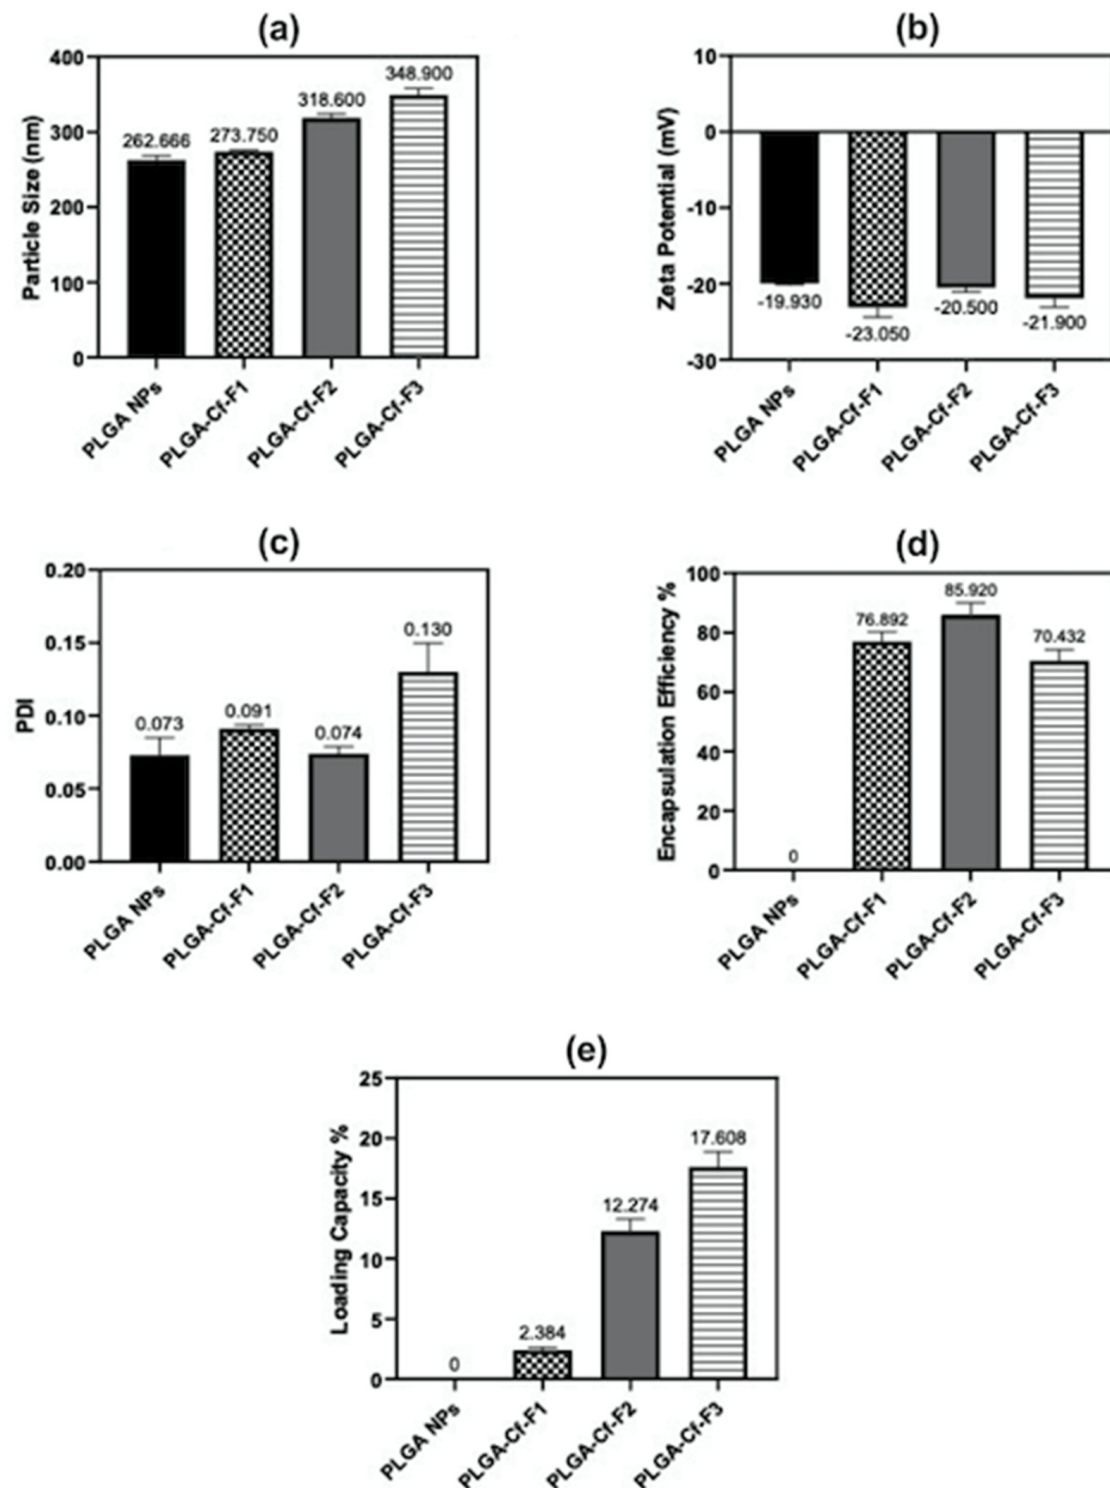 (a)
Particle Size (nm)
400
300
200
100
0
262.666
273.750
318.600
348.900
PLGA NPs
PLGA-Cf-F1
PLGA-Cf-F2
PLGA-Cf-F3
(b)
Zeta Potential (mV)
10
0
-10
-20
-30
-19.930
-23.050
-20.500
-21.900
PLGA NPs
PLGA-Cf-F1
PLGA-Cf-F2
PLGA-Cf-F3
(c)
PDI
0.20
0.15
0.10
0.05
0.00
0.073
0.091
0.074
0.130
PLGA NPs
PLGA-Cf-F1
PLGA-Cf-F2
PLGA-Cf-F3
(d)
Encapsulation Efficiency %
100
80
60
40
20
0
0
76.892
85.920
70.432
PLGA NPs
PLGA-Cf-F1
PLGA-Cf-F2
PLGA-Cf-F3
(e)
Loading Capacity %
25
20
15
10
5
0
0
2.384
12.274
17.608
PLGA NPs
PLGA-Cf-F1
PLGA-Cf-F2
PLGA-Cf-F3